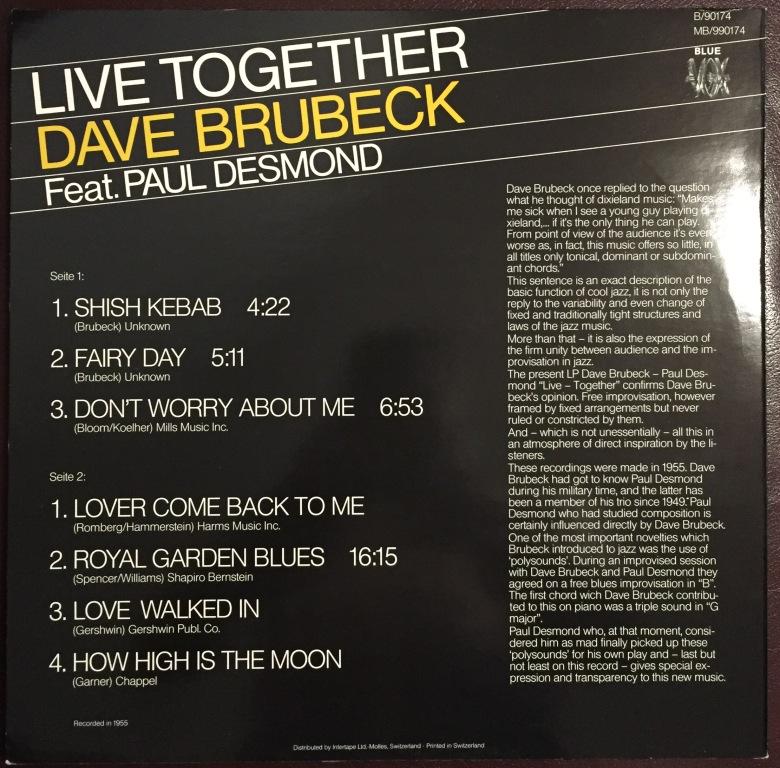 B/90174
MB/990174
BLUE
VOX
LIVE TOGETHER
DAVE BRUBECK
Feat. PAUL DESMOND
Seite 1:
1. SHISH KEBAB 4:22
(Brubeck) Unknown
2. FAIRY DAY 5:11
(Brubeck) Unknown
3. DON'T WORRY ABOUT ME 6:53
(Bloom/Koelher) Mills Music Inc.
Seite 2:
1. LOVER COME BACK TO ME
(Romberg/Hammerstein) Harms Music Inc.
2. ROYAL GARDEN BLUES 16:15
(Spencer/Williams) Shapiro Bernstein
3. LOVE WALKED IN
(Gershwin) Gershwin Publ. Co.
4. HOW HIGH IS THE MOON
(Garner) Chappel
Recorded in 1955
Dave Brubeck once replied to the question
what he thought of dixieland music: "Makes
me sick when I see a young guy playing di-
xieland,... if it's the only thing he can play.
From point of view of the audience it's even
worse as, in fact, this music offers so little, in
all titles only tonical, dominant or subdomin-
ant chords."
This sentence is an exact description of the
basic function of cool jazz, it is not only the
reply to the variability and even change of
fixed and traditionally tight structures and
laws of the jazz music.
More than that – it is also the expression of
the firm unity between audience and the im-
provisation in jazz.
The present LP Dave Brubeck – Paul Des-
mond "Live – Together" confirms Dave Bru-
beck's opinion. Free improvisation, however
framed by fixed arrangements but never
ruled or constricted by them.
And – which is not unessentially – all this in
an atmosphere of direct inspiration by the li-
steners.
These recordings were made in 1955. Dave
Brubeck had got to know Paul Desmond
during his military time, and the latter has
been a member of his trio since 1949. Paul
Desmond who had studied composition is
certainly influenced directly by Dave Brubeck.
One of the most important novelties which
Brubeck introduced to jazz was the use of
'polysounds'. During an improvised session
with Dave Brubeck and Paul Desmond they
agreed on a free blues improvisation in "B".
The first chord wich Dave Brubeck contribu-
ted to this on piano was a triple sound in "G
major".
Paul Desmond who, at that moment, consi-
dered him as mad finally picked up these
'polysounds' for his own play and – last but
not least on this record – gives special ex-
pression and transparency to this new music.
Distributed by Intertape Ltd.·Molles, Switzerland · Printed in Switzerland